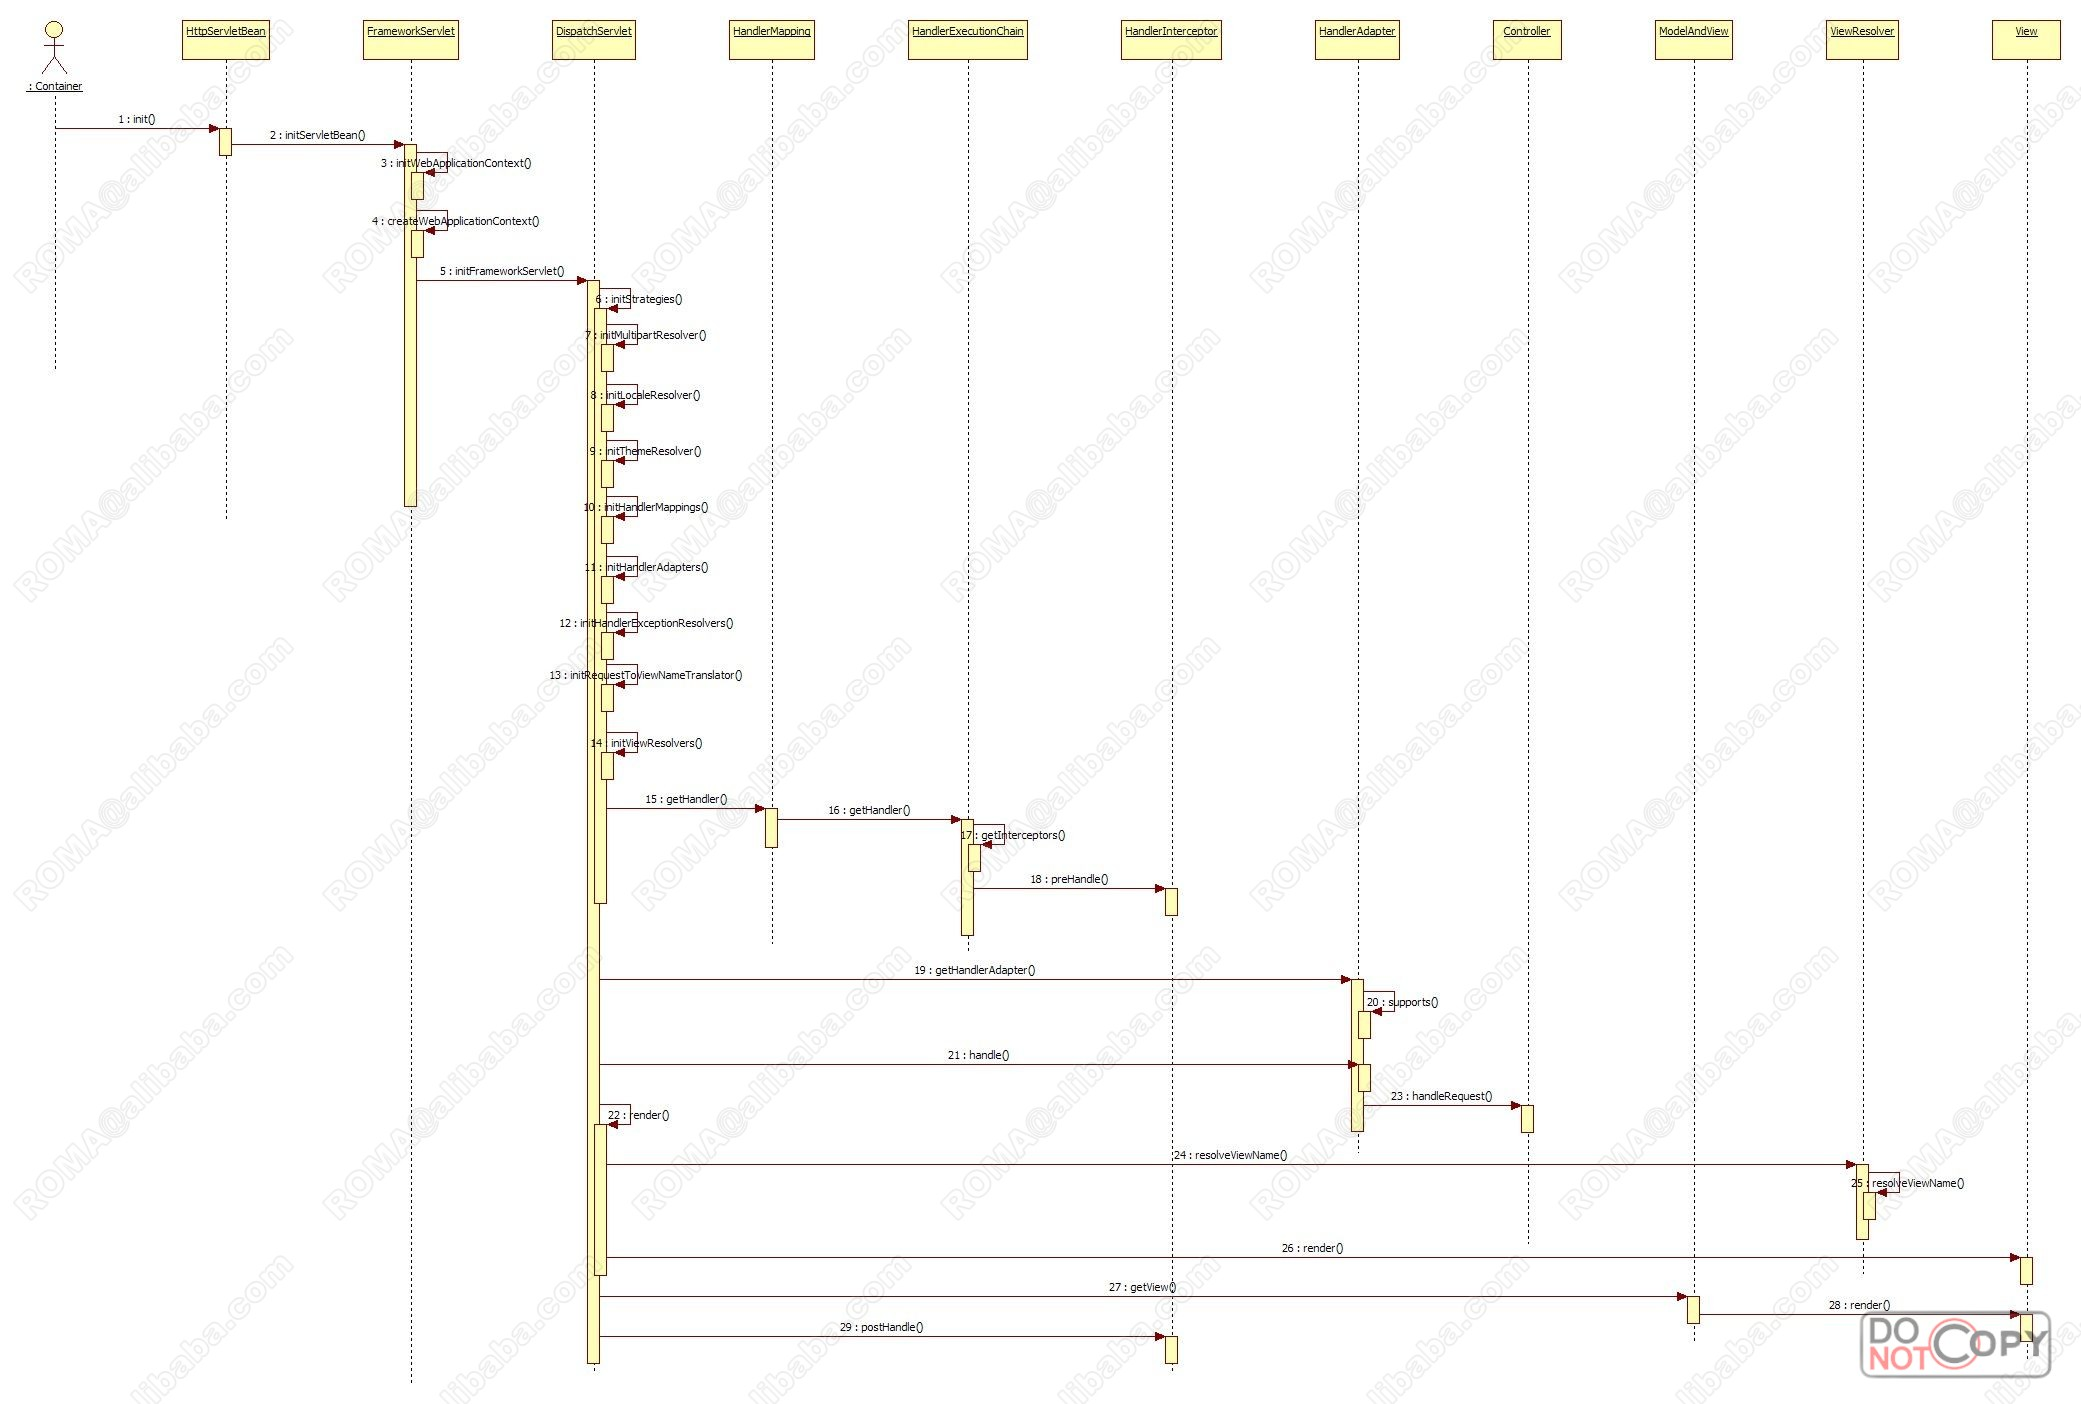 HttpServletBean
FrameworkServlet
DispatchServlet
HandlerMapping
HandlerExecutionChain
HandlerInterceptor
HandlerAdapter
Controller
ModelAndView
ViewResolver
View
: Container
1 : init()
2 : initServletBean()
3 : initWebApplicationContext()
4 : createWebApplicationContext()
5 : initFrameworkServlet()
6 : initStrategies()
7 : initMultipartResolver()
8 : initLocaleResolver()
9 : initThemeResolver()
10 : initHandlerMappings()
11 : initHandlerAdapters()
12 : initHandlerExceptionResolvers()
13 : initRequestToViewNameTranslator()
14 : initViewResolvers()
15 : getHandler()
16 : getHandler()
17 : getInterceptors()
18 : preHandle()
19 : getHandlerAdapter()
20 : supports()
21 : handle()
23 : handleRequest()
22 : render()
24 : resolveViewName()
25 : resolveViewName()
26 : render()
27 : getView()
28 : render()
29 : postHandle()
DO NOT COPY
ROMA@alibaba.com